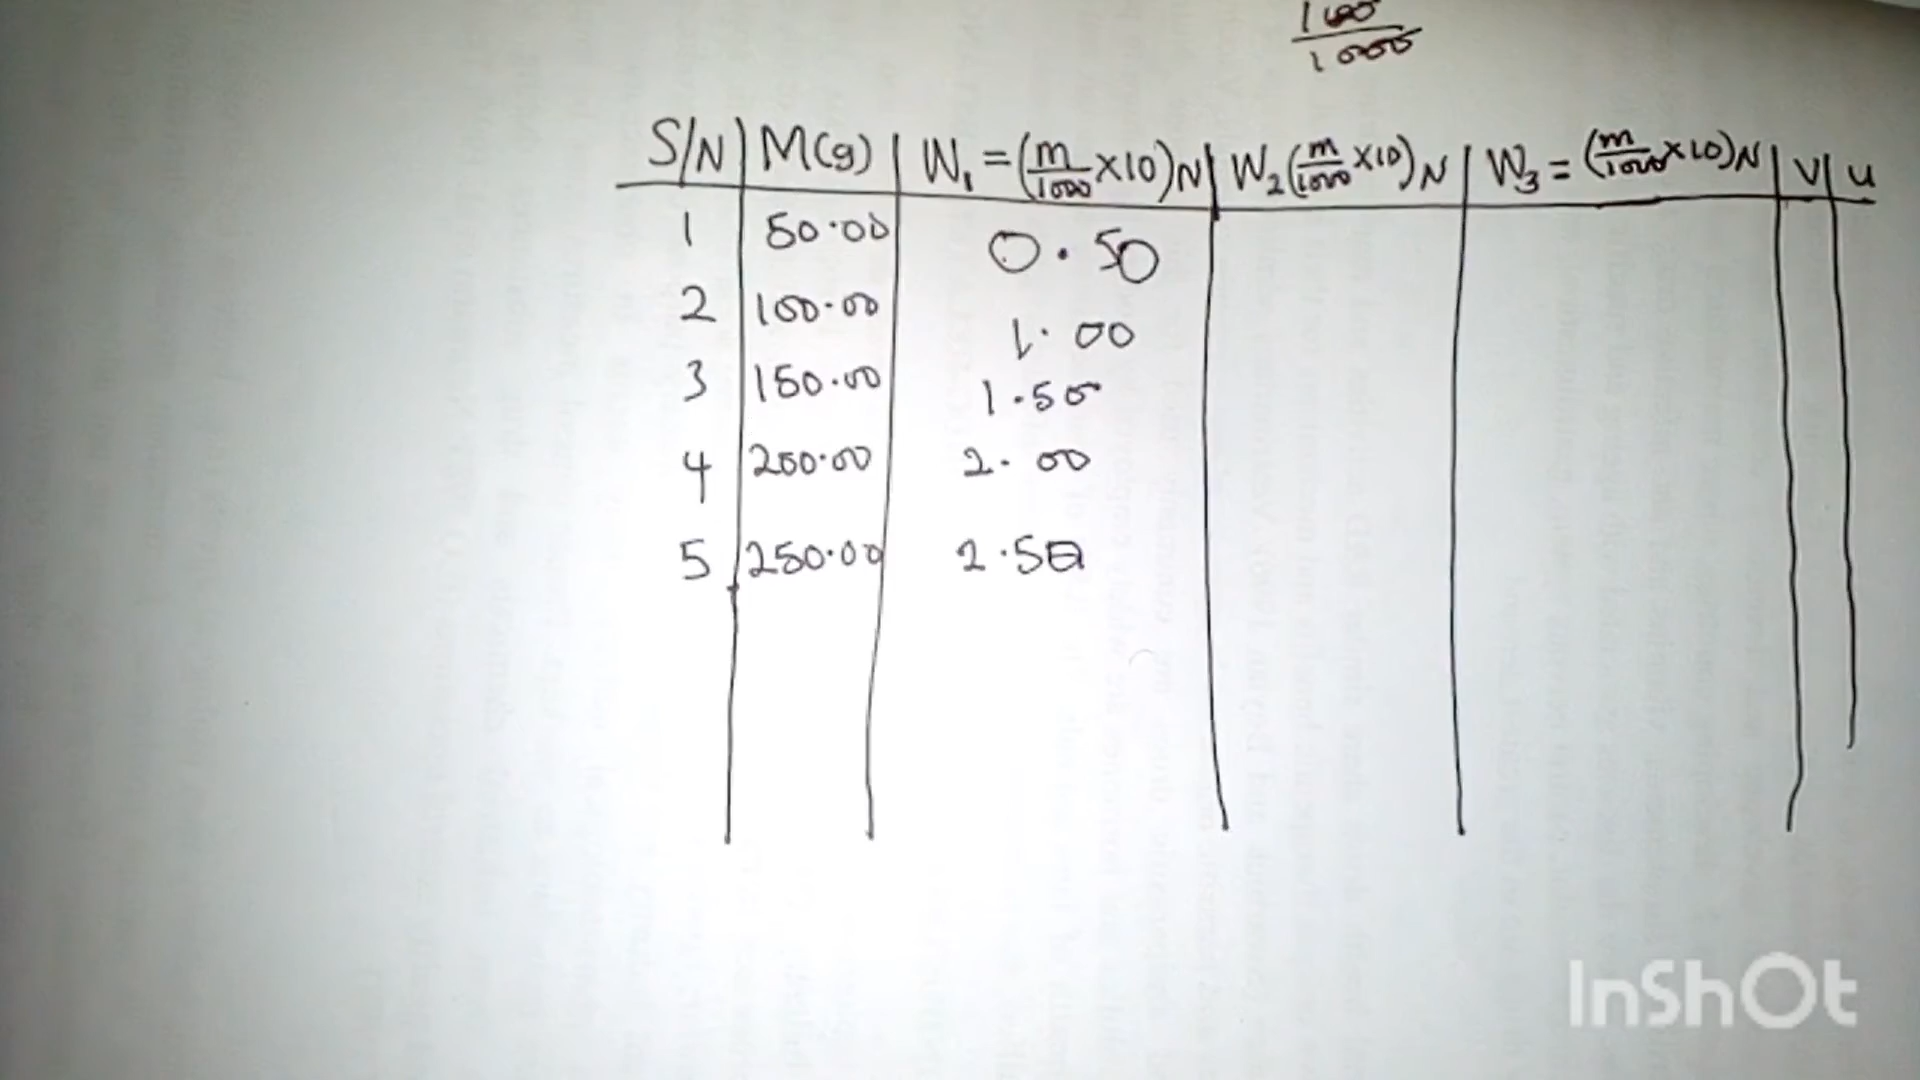 100/1000
S/N M(g) W₁ = (m/1000 ×10)N W₂(m/1000 ×10)N W₃ = (m/1000 ×10)N V u
1 50.00 0.50
2 100.00 1.00
3 150.00 1.50
4 200.00 2.00
5 250.00 2.50
InShOt